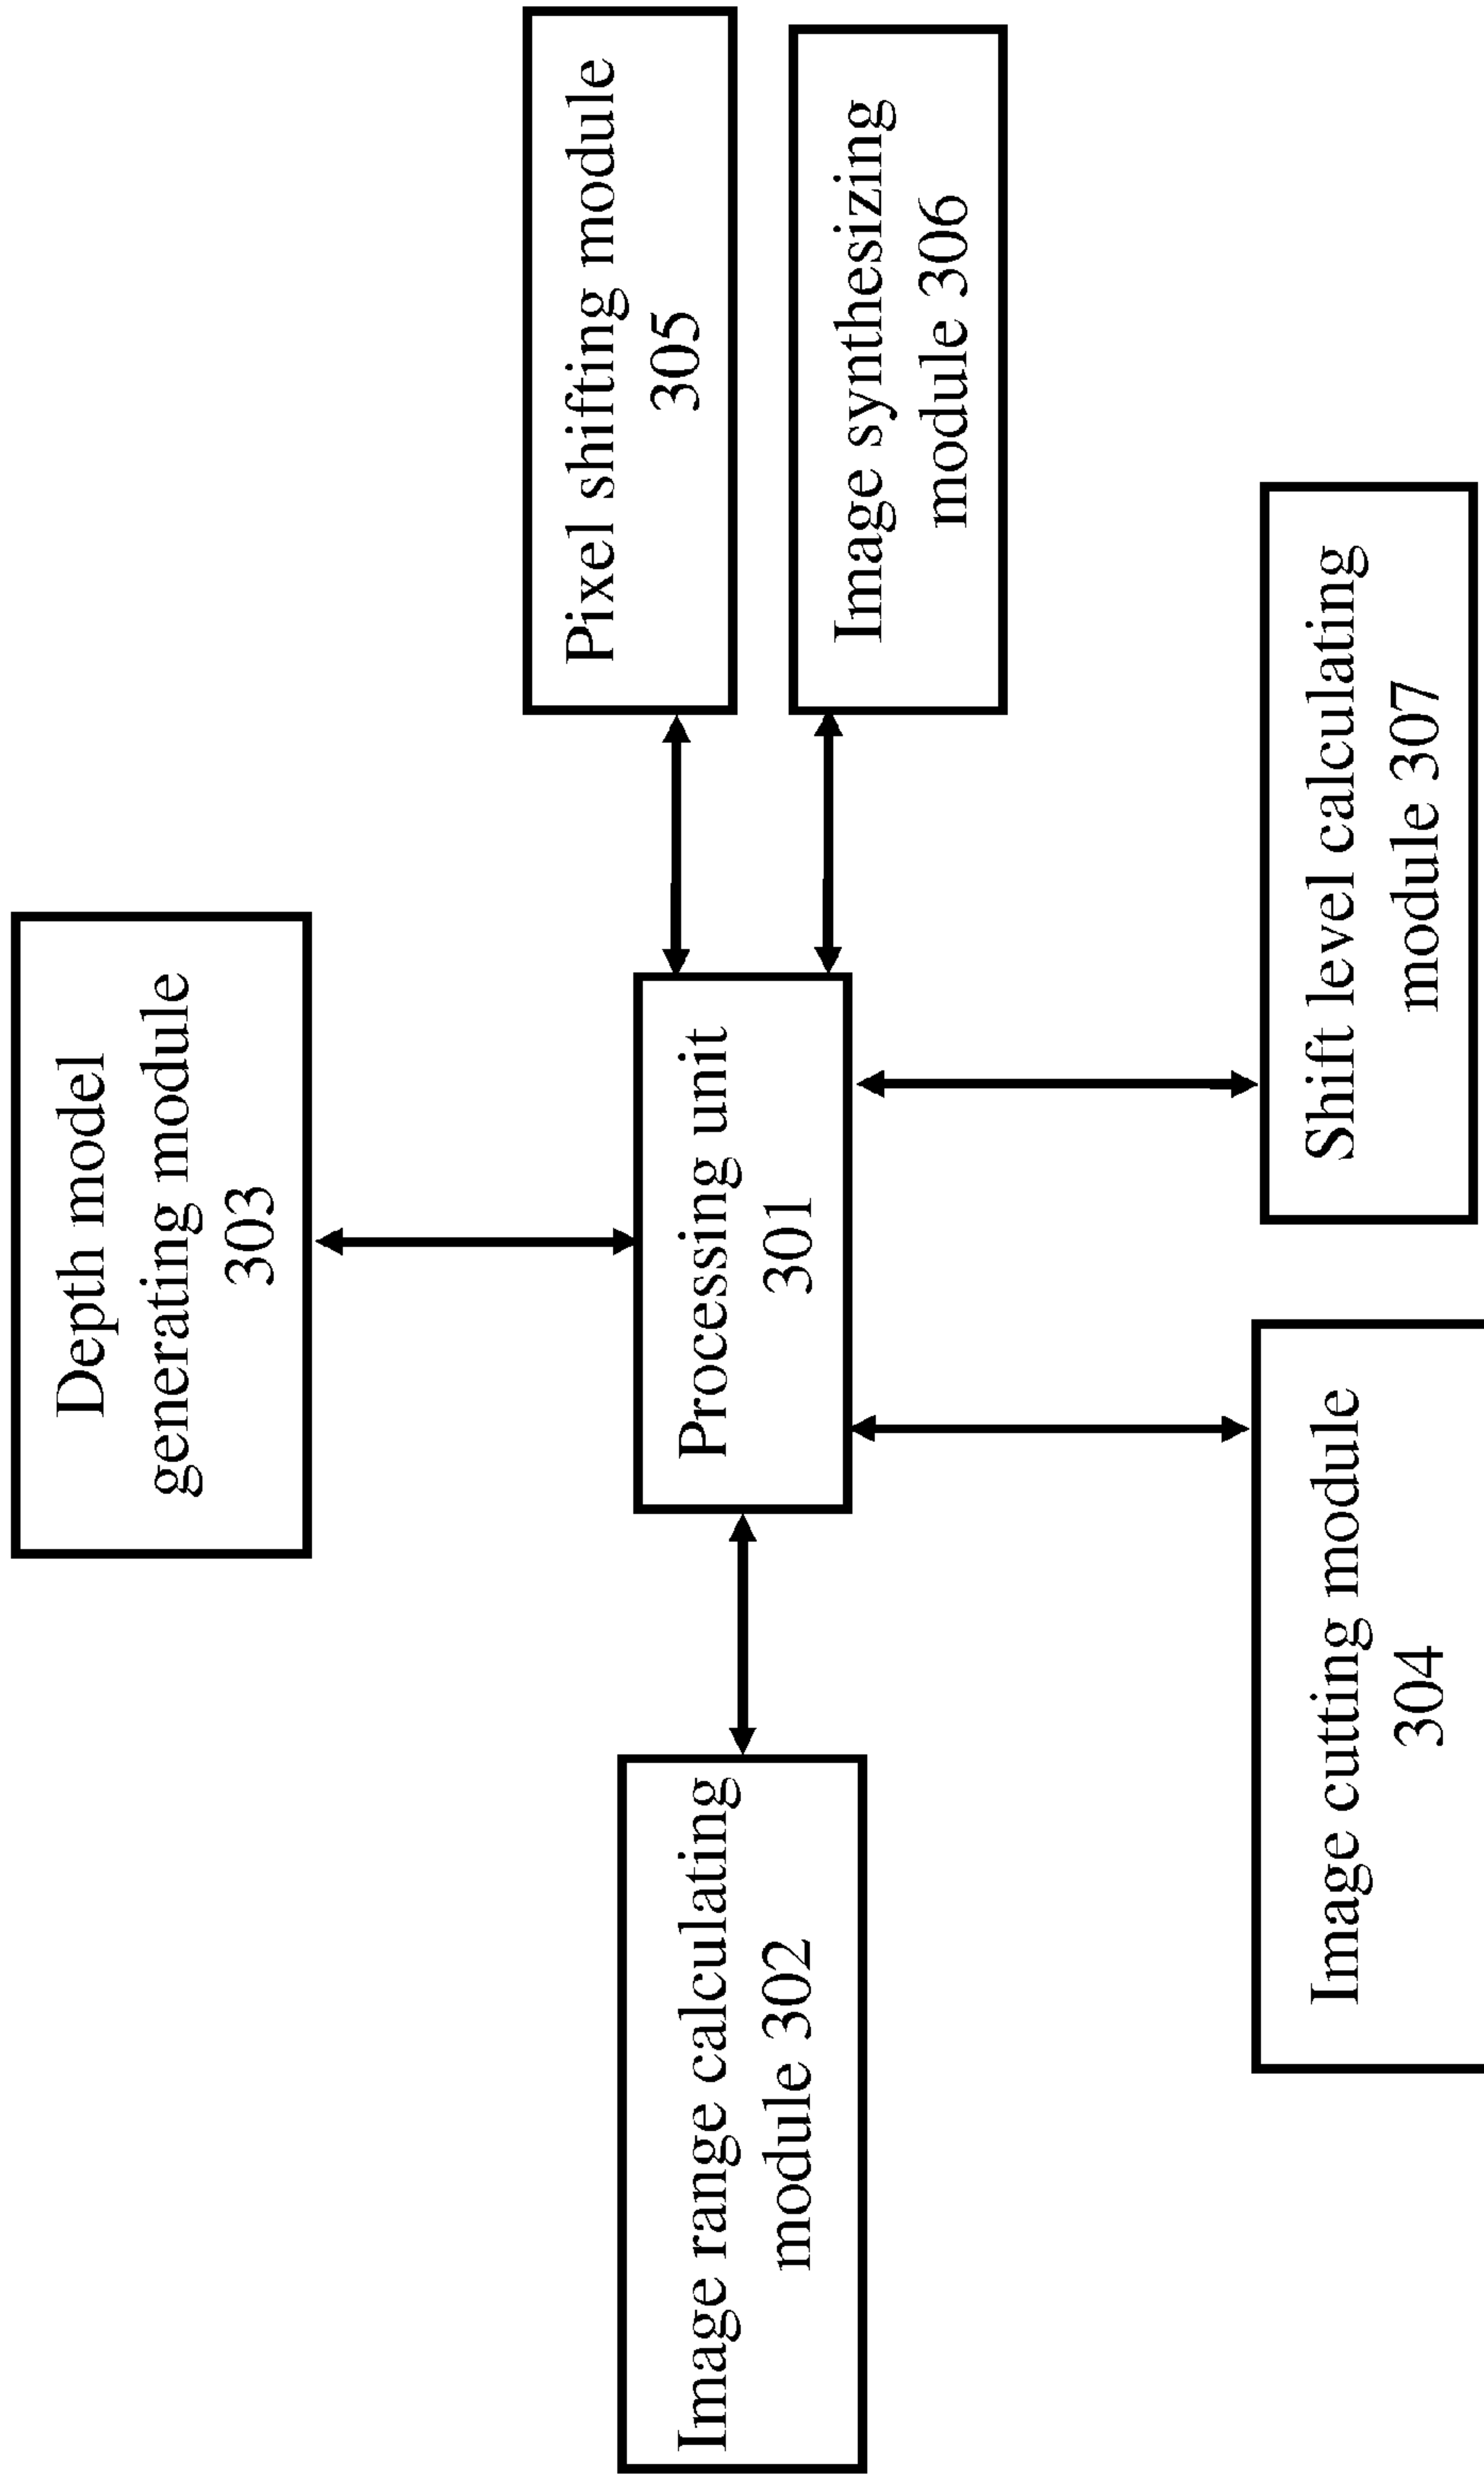 Depth model
generating module
303
Image range calculating
module 302
Processing unit
301
Pixel shifting module
305
Image synthesizing
module 306
Image cutting module
304
Shift level calculating
module 307